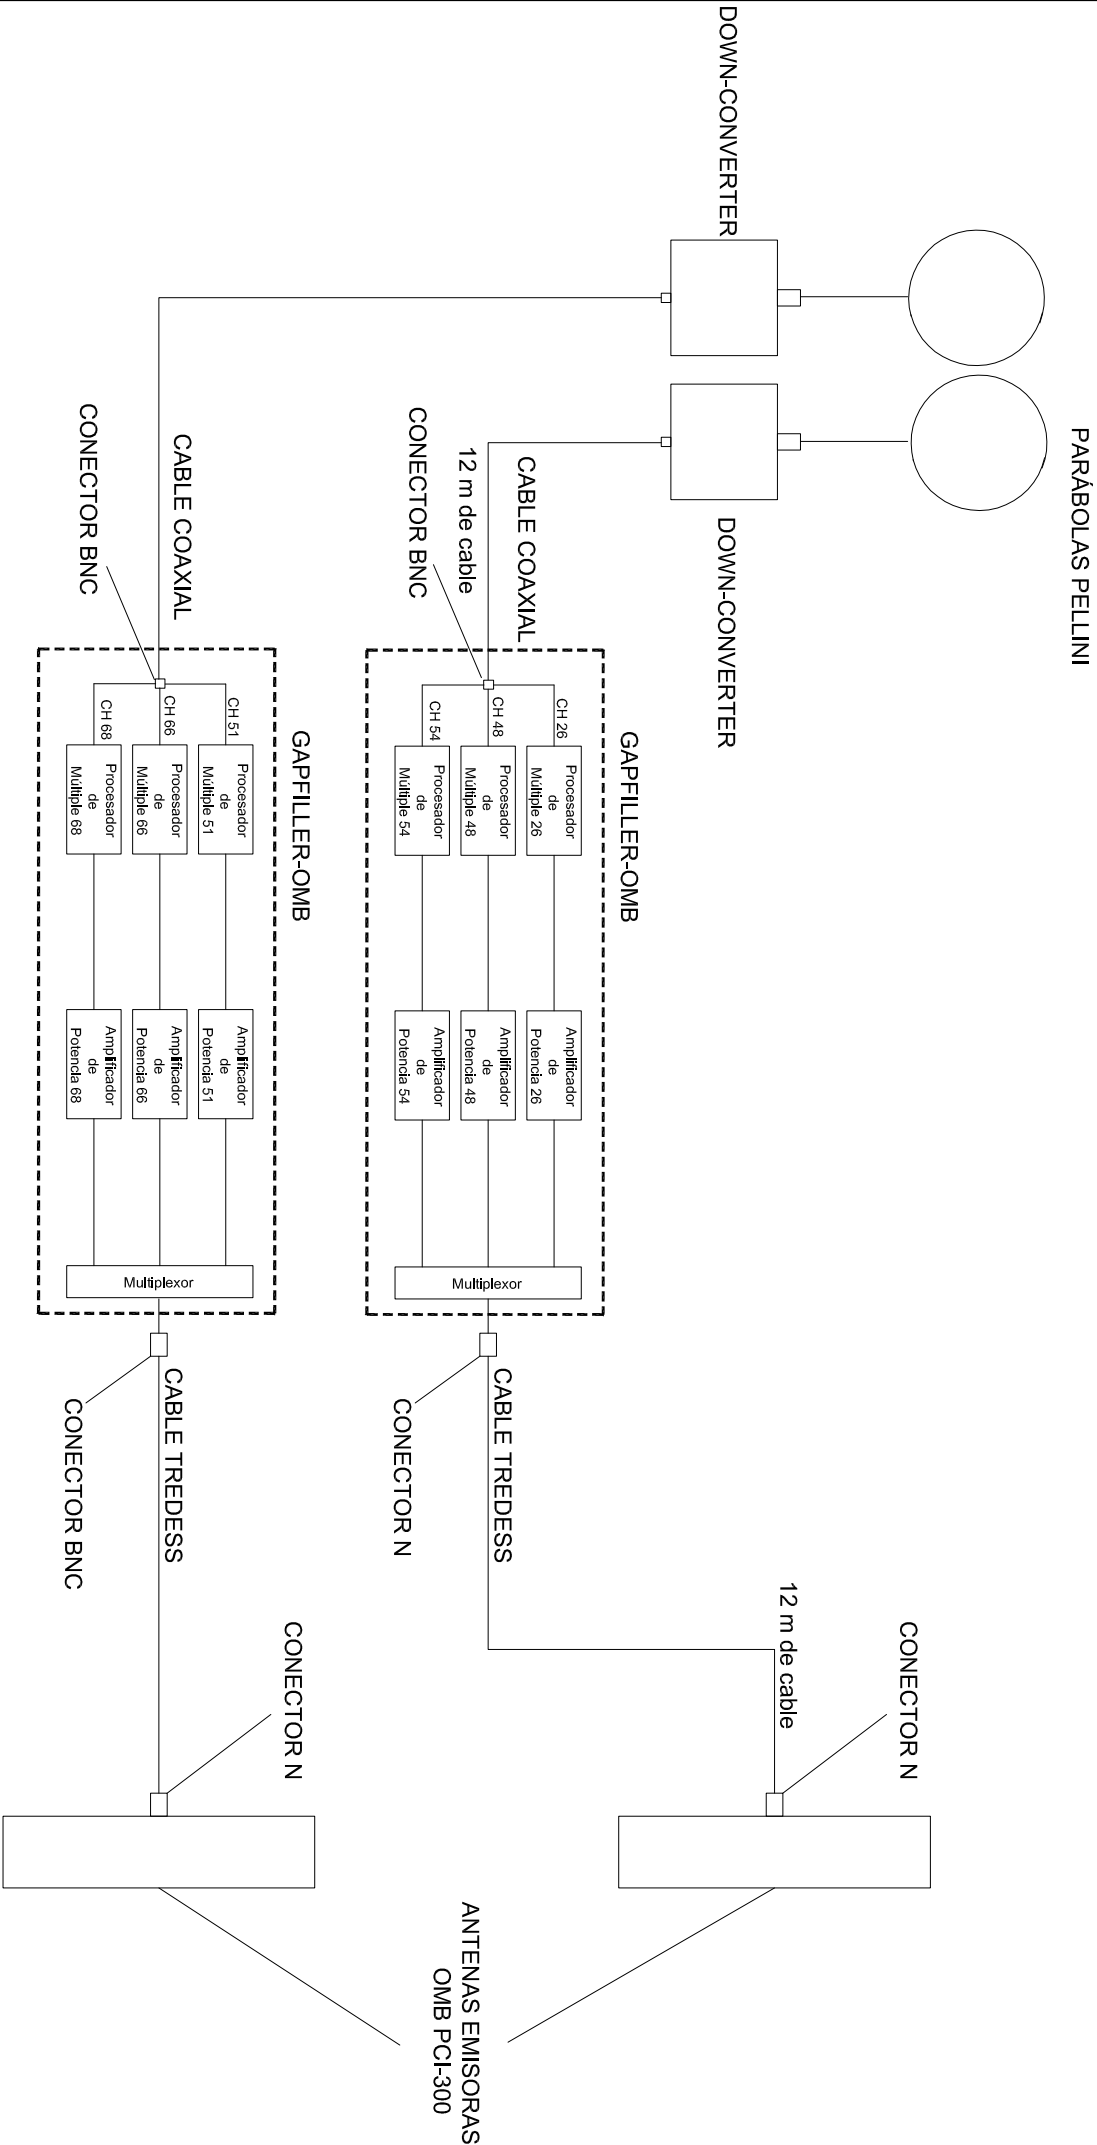 PARÁBOLAS PELLINI
DOWN-CONVERTER
DOWN-CONVERTER
CABLE COAXIAL
12 m de cable
CONECTOR BNC
GAPFILLER-OMB
CH 26
CH 48
CH 54
Procesador
de
Múltiple 26
Procesador
de
Múltiple 48
Procesador
de
Múltiple 54
Amplificador
de
Potencia 26
Amplificador
de
Potencia 48
Amplificador
de
Potencia 54
Multiplexor
CABLE TREDESS
CONECTOR N
12 m de cable
CONECTOR N
CABLE COAXIAL
CONECTOR BNC
GAPFILLER-OMB
CH 51
CH 66
CH 68
Procesador
de
Múltiple 51
Procesador
de
Múltiple 66
Procesador
de
Múltiple 68
Amplificador
de
Potencia 51
Amplificador
de
Potencia 66
Amplificador
de
Potencia 68
Multiplexor
CABLE TREDESS
CONECTOR BNC
CONECTOR N
ANTENAS EMISORAS
OMB PCI-300